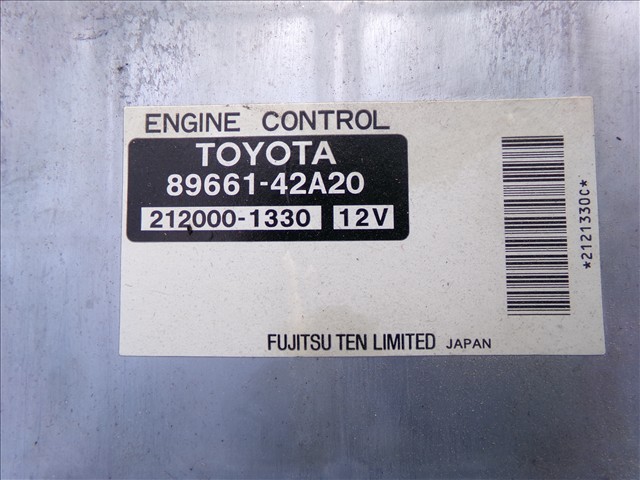 ENGINE CONTROL
TOYOTA
89661-42A20
212000-1330 12V
*2121330C*
FUJITSU TEN LIMITED JAPAN